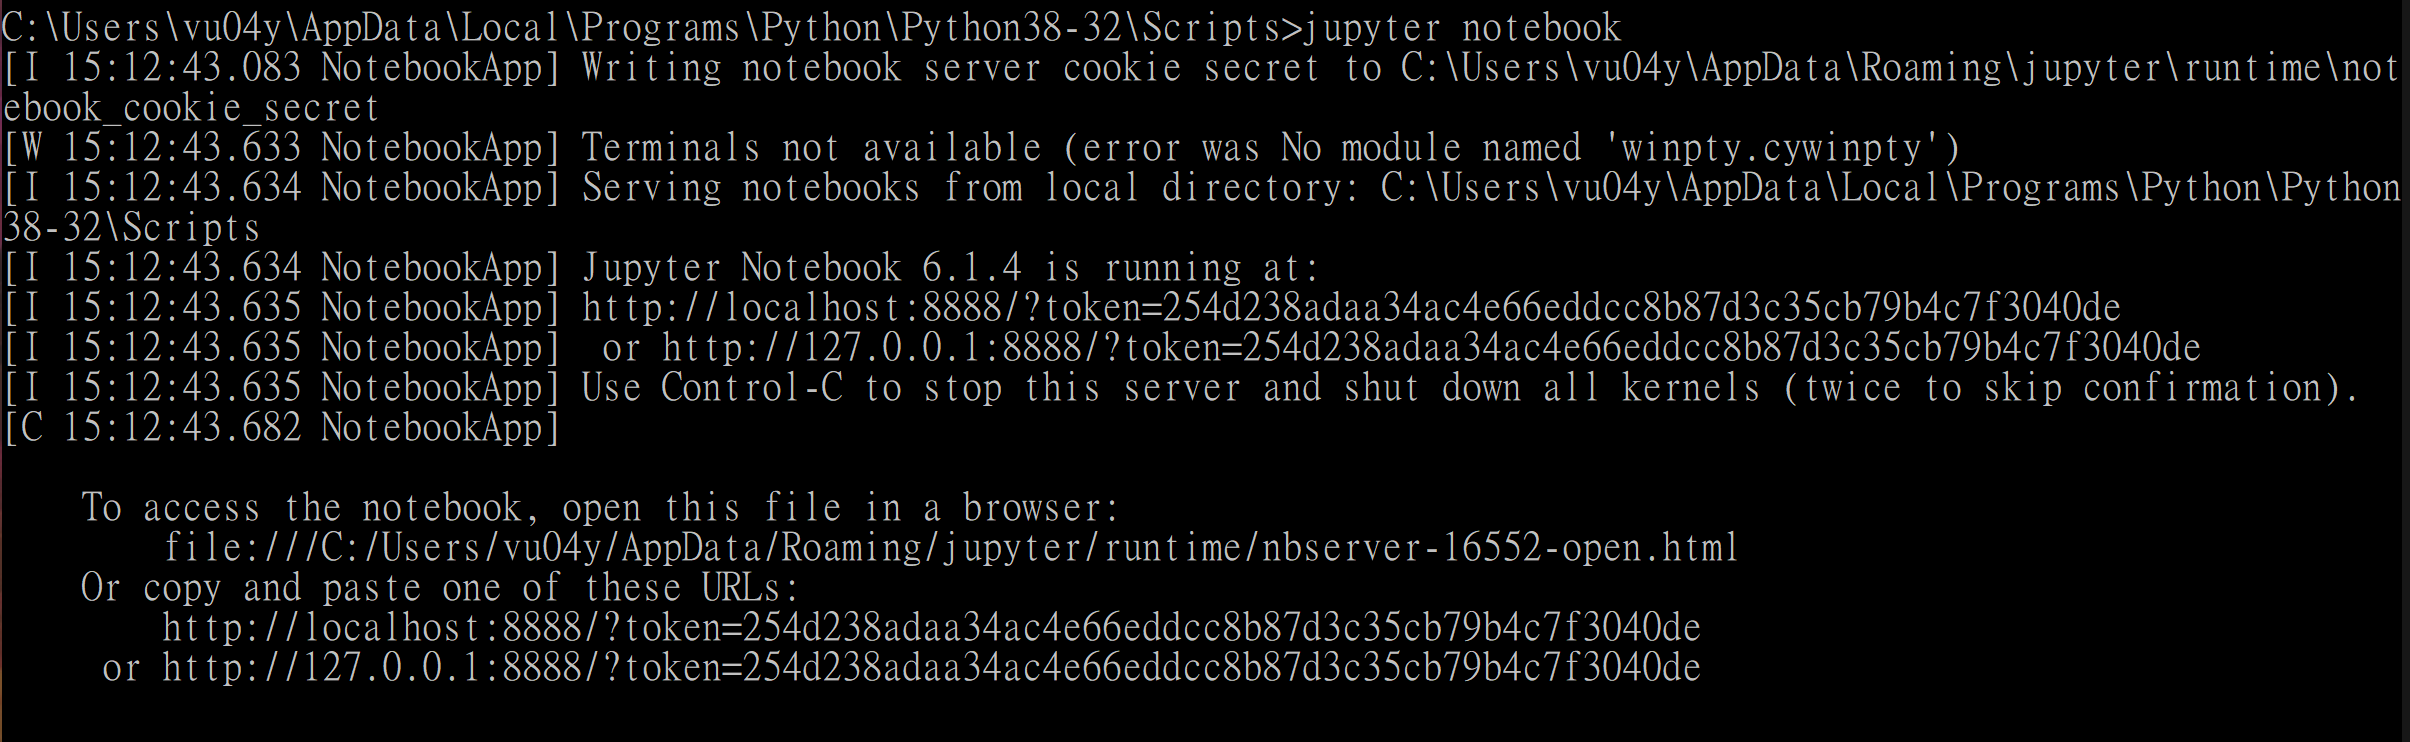 C:\Users\vu04y\AppData\Local\Programs\Python\Python38-32\Scripts>jupyter notebook
[I 15:12:43.083 NotebookApp] Writing notebook server cookie secret to C:\Users\vu04y\AppData\Roaming\jupyter\runtime\not
ebook_cookie_secret
[W 15:12:43.633 NotebookApp] Terminals not available (error was No module named 'winpty.cywinpty')
[I 15:12:43.634 NotebookApp] Serving notebooks from local directory: C:\Users\vu04y\AppData\Local\Programs\Python\Python
38-32\Scripts
[I 15:12:43.634 NotebookApp] Jupyter Notebook 6.1.4 is running at:
[I 15:12:43.635 NotebookApp] http://localhost:8888/?token=254d238adaa34ac4e66eddcc8b87d3c35cb79b4c7f3040de
[I 15:12:43.635 NotebookApp]  or http://127.0.0.1:8888/?token=254d238adaa34ac4e66eddcc8b87d3c35cb79b4c7f3040de
[I 15:12:43.635 NotebookApp] Use Control-C to stop this server and shut down all kernels (twice to skip confirmation).
[C 15:12:43.682 NotebookApp]
To access the notebook, open this file in a browser:
file:///C:/Users/vu04y/AppData/Roaming/jupyter/runtime/nbserver-16552-open.html
Or copy and paste one of these URLs:
http://localhost:8888/?token=254d238adaa34ac4e66eddcc8b87d3c35cb79b4c7f3040de
or http://127.0.0.1:8888/?token=254d238adaa34ac4e66eddcc8b87d3c35cb79b4c7f3040de